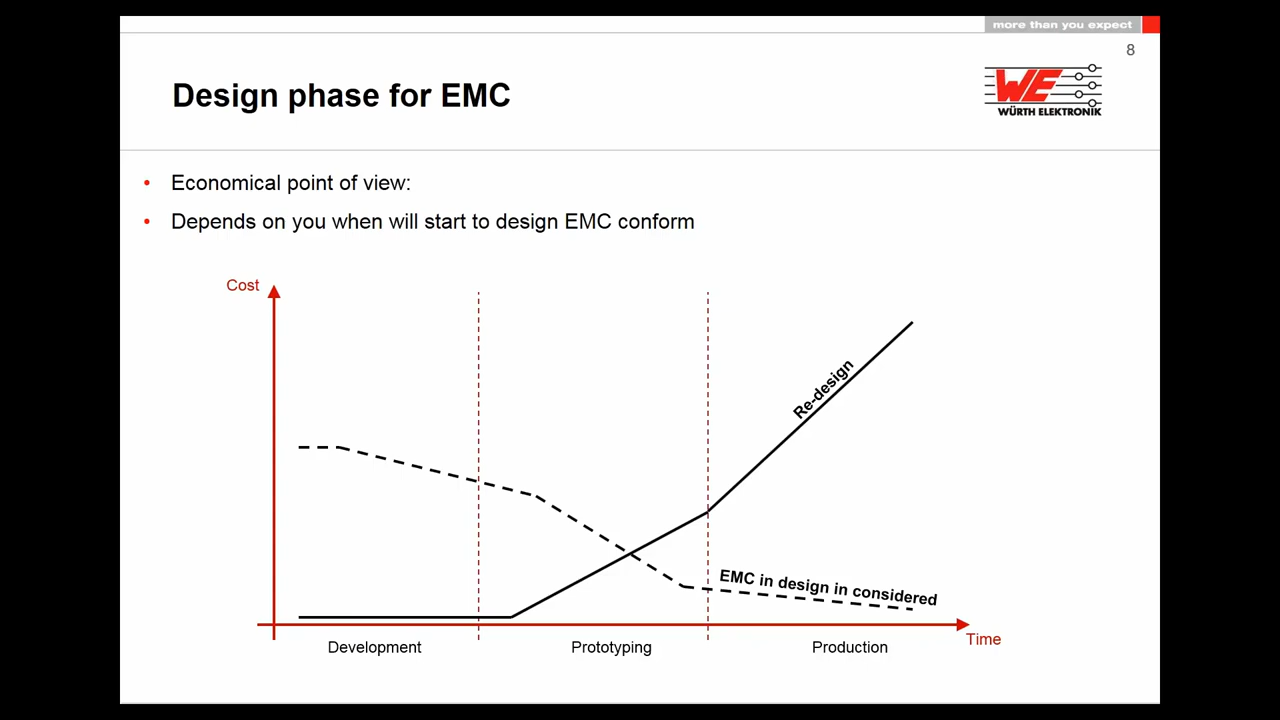 more than you expect
8
Design phase for EMC
WE
WÜRTH ELEKTRONIK
• Economical point of view:
• Depends on you when will start to design EMC conform
Cost
Re-design
EMC in design in considered
Time
Development
Prototyping
Production